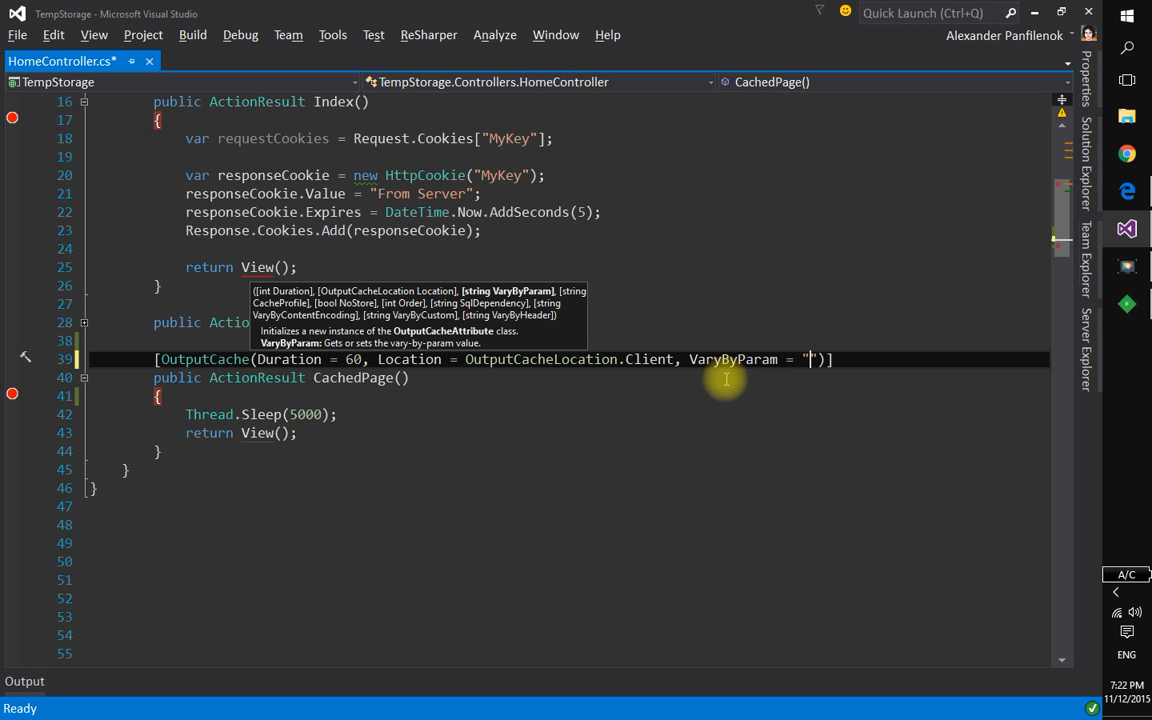 TempStorage - Microsoft Visual Studio
Quick Launch (Ctrl+Q)
File Edit View Project Build Debug Team Tools Test ReSharper Analyze Window Help
Alexander Panfilenok
HomeController.cs*
TempStorage
TempStorage.Controllers.HomeController
CachedPage()
16 public ActionResult Index()
17 {
18 var requestCookies = Request.Cookies["MyKey"];
19
20 var responseCookie = new HttpCookie("MyKey");
21 responseCookie.Value = "From Server";
22 responseCookie.Expires = DateTime.Now.AddSeconds(5);
23 Response.Cookies.Add(responseCookie);
24
25 return View();
26 }
27
([int Duration], [OutputCacheLocation Location], [string VaryByParam], [string
CacheProfile], [bool NoStore], [int Order], [string SqlDependency], [string
VaryByContentEncoding], [string VaryByCustom], [string VaryByHeader])
Initializes a new instance of the OutputCacheAttribute class.
VaryByParam: Gets or sets the vary-by-param value.
28 public Actio
38
39 [OutputCache(Duration = 60, Location = OutputCacheLocation.Client, VaryByParam = "")]
40 public ActionResult CachedPage()
41 {
42 Thread.Sleep(5000);
43 return View();
44 }
45 }
46 }
47
48
49
50
51
52
53
54
55
Output
Ready
Properties
Solution Explorer
Team Explorer
Server Explorer
A/C
ENG
7:22 PM
11/12/2015